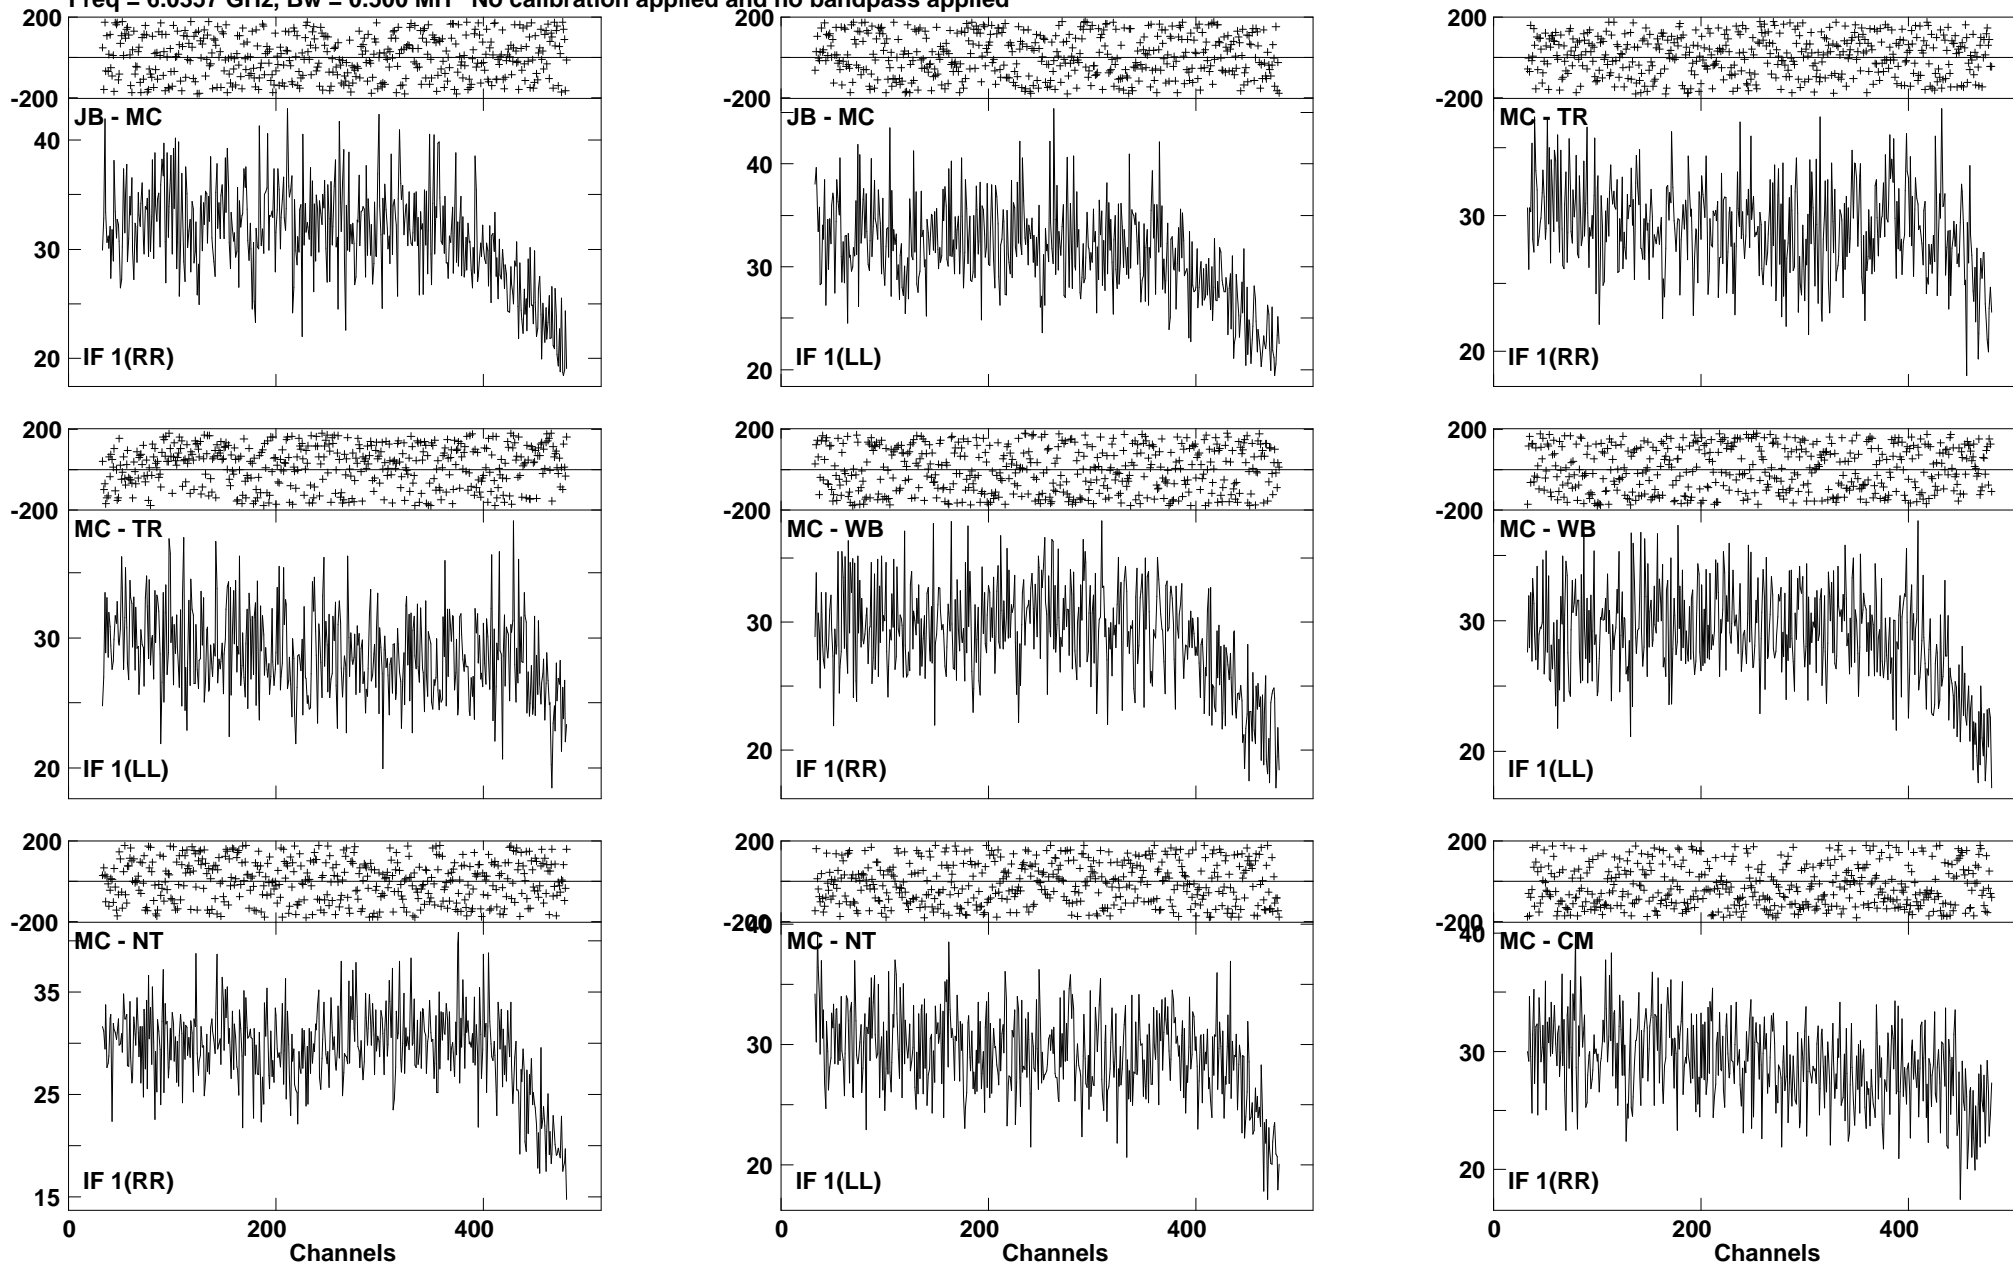 Freq = 6.0357 GHz, Bw = 0.500 MH No calibration applied and no bandpass applied
200 200 200
-200 -200 -200
JB - MC JB - MC MC - TR
40 40
30 30 30
20 20 20
IF 1(RR) IF 1(LL) IF 1(RR)
200 200 200
-200 -200 -200
MC - TR MC - WB MC - WB
30 30 30
20 20 20
IF 1(LL) IF 1(RR) IF 1(LL)
200 200 200
-200 -200 -200
MC - NT MC - NT MC - CM
35 40 40
25 30 30
15 20 20
IF 1(RR) IF 1(LL) IF 1(RR)
0 200 400 0 200 400 0 200 400
Channels Channels